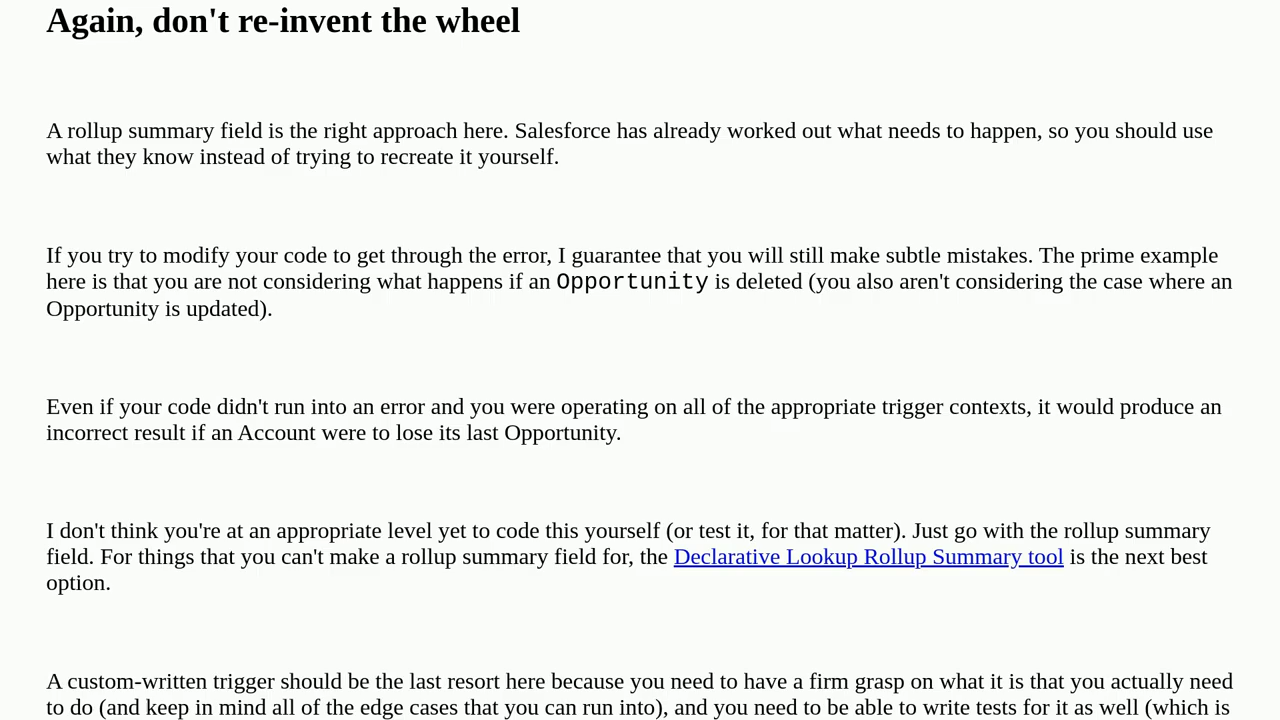 Again, don't re-invent the wheel
A rollup summary field is the right approach here. Salesforce has already worked out what needs to happen, so you should use
what they know instead of trying to recreate it yourself.
If you try to modify your code to get through the error, I guarantee that you will still make subtle mistakes. The prime example
here is that you are not considering what happens if an Opportunity is deleted (you also aren't considering the case where an
Opportunity is updated).
Even if your code didn't run into an error and you were operating on all of the appropriate trigger contexts, it would produce an
incorrect result if an Account were to lose its last Opportunity.
I don't think you're at an appropriate level yet to code this yourself (or test it, for that matter). Just go with the rollup summary
field. For things that you can't make a rollup summary field for, the Declarative Lookup Rollup Summary tool is the next best
option.
A custom-written trigger should be the last resort here because you need to have a firm grasp on what it is that you actually need
to do (and keep in mind all of the edge cases that you can run into), and you need to be able to write tests for it as well (which is